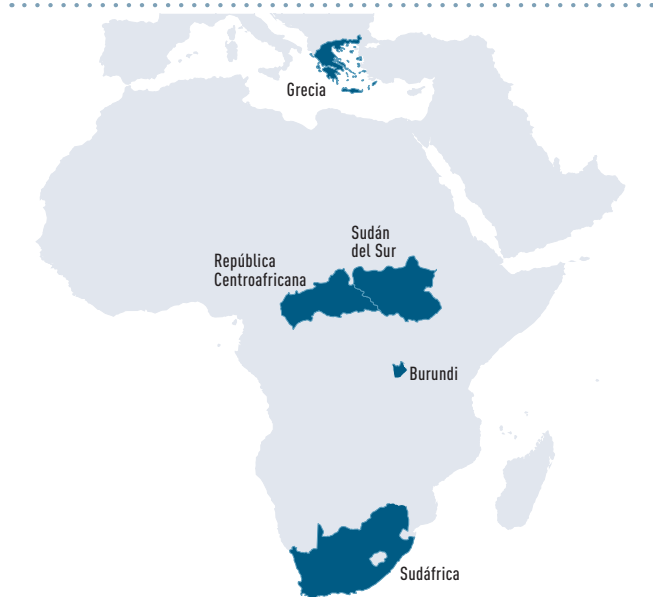 Grecia
Sudán
del Sur
República
Centroafricana
Burundi
Sudáfrica